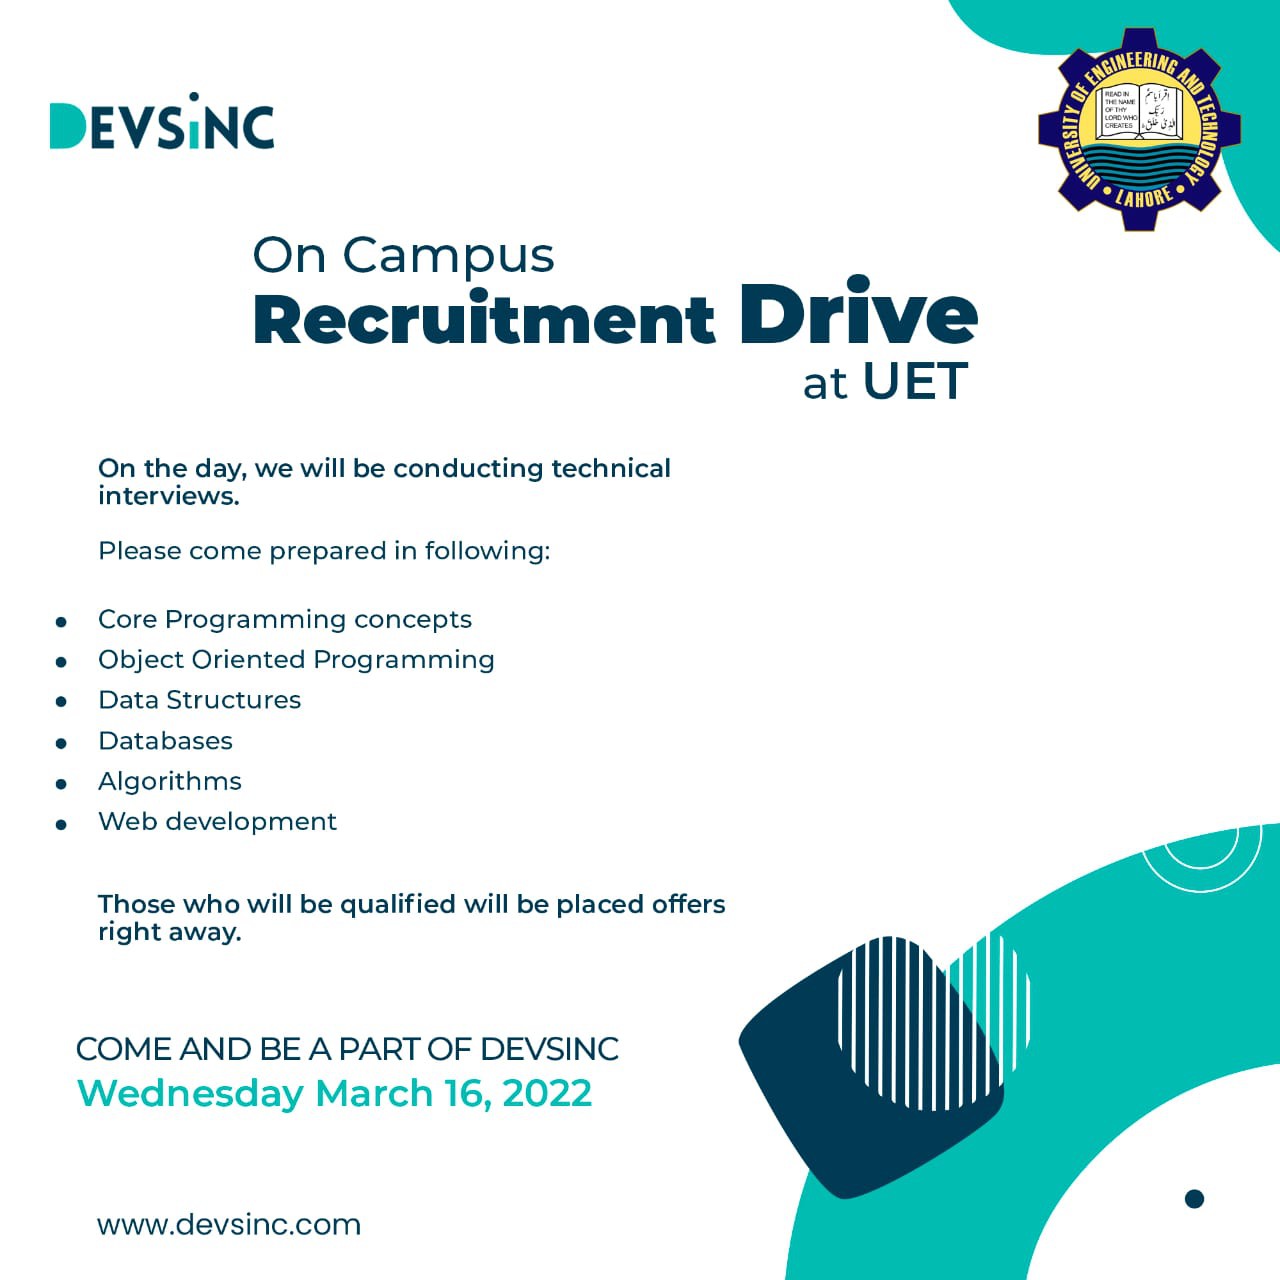 DEVSiNC
UNIVERSITY OF ENGINEERING AND TECHNOLOGY
• LAHORE •
READ IN
THE NAME
OF THY
LORD WHO
CREATES
On Campus
Recruitment Drive
at UET
On the day, we will be conducting technical
interviews.
Please come prepared in following:
• Core Programming concepts
• Object Oriented Programming
• Data Structures
• Databases
• Algorithms
• Web development
Those who will be qualified will be placed offers
right away.
COME AND BE A PART OF DEVSINC
Wednesday March 16, 2022
www.devsinc.com